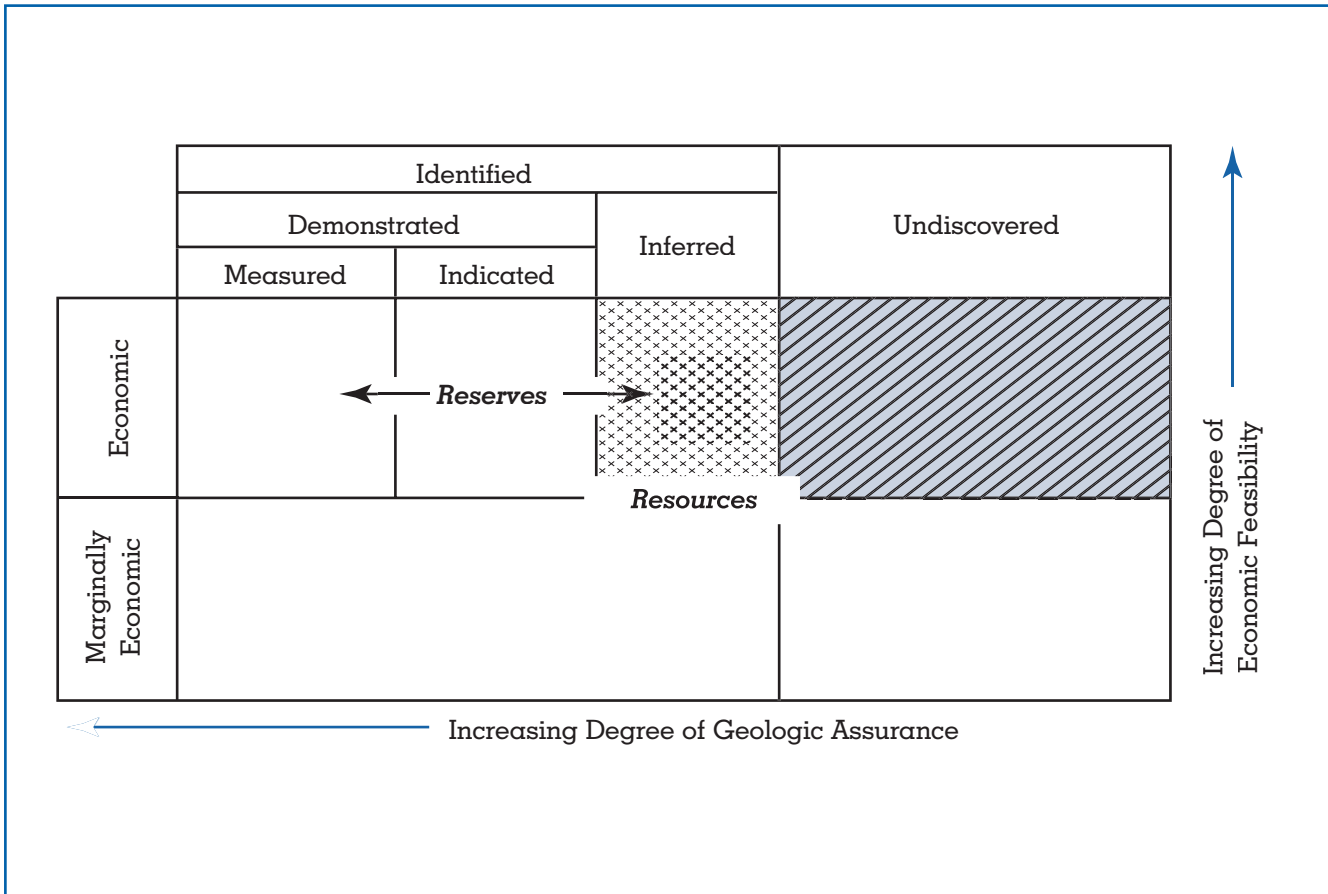 Identified
Demonstrated
Inferred
Undiscovered
Measured
Indicated
Economic
Reserves
Resources
Marginally
Economic
Increasing Degree of
Economic Feasibility
Increasing Degree of Geologic Assurance